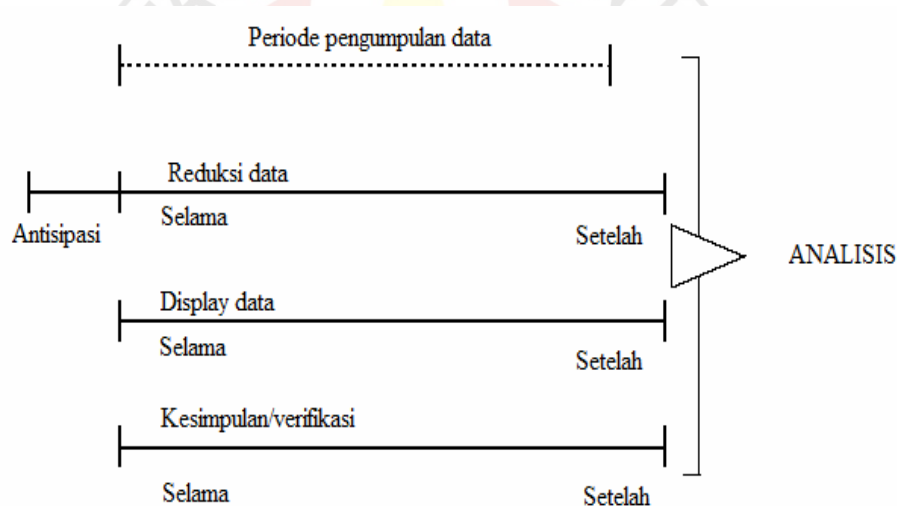 Periode pengumpulan data
Reduksi data
Selama
Antisipasi
Setelah
ANALISIS
Display data
Selama
Setelah
Kesimpulan/verifikasi
Selama
Setelah